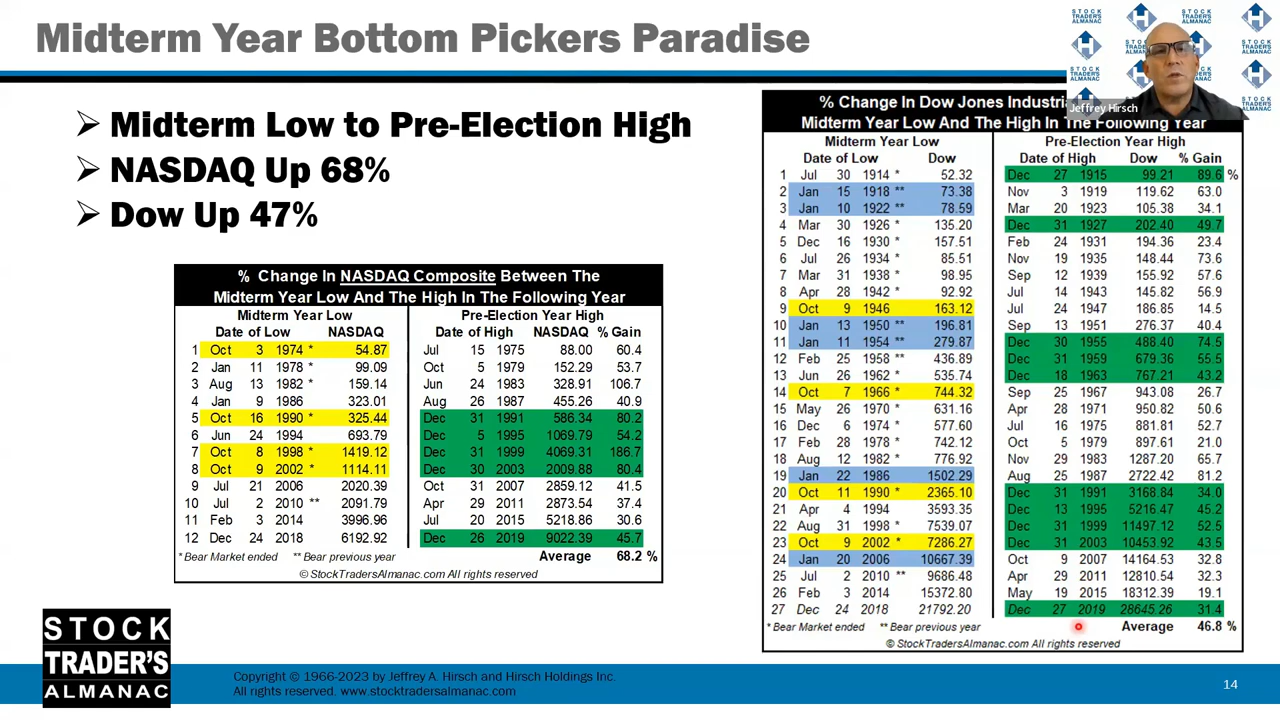 Midterm Year Bottom Pickers Paradise
➢ Midterm Low to Pre-Election High
➢ NASDAQ Up 68%
➢ Dow Up 47%
% Change In NASDAQ Composite Between The
Midterm Year Low And The High In The Following Year
Midterm Year Low Pre-Election Year High
Date of Low NASDAQ Date of High NASDAQ % Gain
1 Oct 3 1974 * 54.87 Jul 15 1975 88.00 60.4
2 Jan 11 1978 * 99.09 Oct 5 1979 152.29 53.7
3 Aug 13 1982 * 159.14 Jun 24 1983 328.91 106.7
4 Jan 9 1986 323.01 Aug 26 1987 455.26 40.9
5 Oct 16 1990 * 325.44 Dec 31 1991 586.34 80.2
6 Jun 24 1994 693.79 Dec 5 1995 1069.79 54.2
7 Oct 8 1998 * 1419.12 Dec 31 1999 4069.31 186.7
8 Oct 9 2002 * 1114.11 Dec 30 2003 2009.88 80.4
9 Jul 21 2006 2020.39 Oct 31 2007 2859.12 41.5
10 Jul 2 2010 ** 2091.79 Apr 29 2011 2873.54 37.4
11 Feb 3 2014 3996.96 Jul 20 2015 5218.86 30.6
12 Dec 24 2018 6192.92 Dec 26 2019 9022.39 45.7
* Bear Market ended ** Bear previous year Average 68.2 %
© StockTradersAlmanac.com All rights reserved
% Change In Dow Jones Industri
Midterm Year Low And The High In The Following Year
Midterm Year Low Pre-Election Year High
Date of Low Dow Date of High Dow % Gain
1 Jul 30 1914 * 52.32 Dec 27 1915 99.21 89.6 %
2 Jan 15 1918 ** 73.38 Nov 3 1919 119.62 63.0
3 Jan 10 1922 ** 78.59 Mar 20 1923 105.38 34.1
4 Mar 30 1926 * 135.20 Dec 31 1927 202.40 49.7
5 Dec 16 1930 * 157.51 Feb 24 1931 194.36 23.4
6 Jul 26 1934 * 85.51 Nov 19 1935 148.44 73.6
7 Mar 31 1938 * 98.95 Sep 12 1939 155.92 57.6
8 Apr 28 1942 * 92.92 Jul 14 1943 145.82 56.9
9 Oct 9 1946 163.12 Jul 24 1947 186.85 14.5
10 Jan 13 1950 ** 196.81 Sep 13 1951 276.37 40.4
11 Jan 11 1954 ** 279.87 Dec 30 1955 488.40 74.5
12 Feb 25 1958 ** 436.89 Dec 31 1959 679.36 55.5
13 Jun 26 1962 * 535.74 Dec 18 1963 767.21 43.2
14 Oct 7 1966 * 744.32 Sep 25 1967 943.08 26.7
15 May 26 1970 * 631.16 Apr 28 1971 950.82 50.6
16 Dec 6 1974 * 577.60 Jul 16 1975 881.81 52.7
17 Feb 28 1978 * 742.12 Oct 5 1979 897.61 21.0
18 Aug 12 1982 * 776.92 Nov 29 1983 1287.20 65.7
19 Jan 22 1986 1502.29 Aug 25 1987 2722.42 81.2
20 Oct 11 1990 * 2365.10 Dec 31 1991 3168.84 34.0
21 Apr 4 1994 3593.35 Dec 13 1995 5216.47 45.2
22 Aug 31 1998 * 7539.07 Dec 31 1999 11497.12 52.5
23 Oct 9 2002 * 7286.27 Dec 31 2003 10453.92 43.5
24 Jan 20 2006 10667.39 Oct 9 2007 14164.53 32.8
25 Jul 2 2010 ** 9686.48 Apr 29 2011 12810.54 32.3
26 Feb 3 2014 15372.80 May 19 2015 18312.39 19.1
27 Dec 24 2018 21792.20 Dec 27 2019 28645.26 31.4
* Bear Market ended ** Bear previous year Average 46.8 %
© StockTradersAlmanac.com All rights reserved
Jeffrey Hirsch
STOCK
TRADER'S
ALMANAC
STOCK
TRADER'S
ALMANAC
Copyright © 1966-2023 by Jeffrey A. Hirsch and Hirsch Holdings Inc.
All rights reserved. www.stocktradersalmanac.com
14